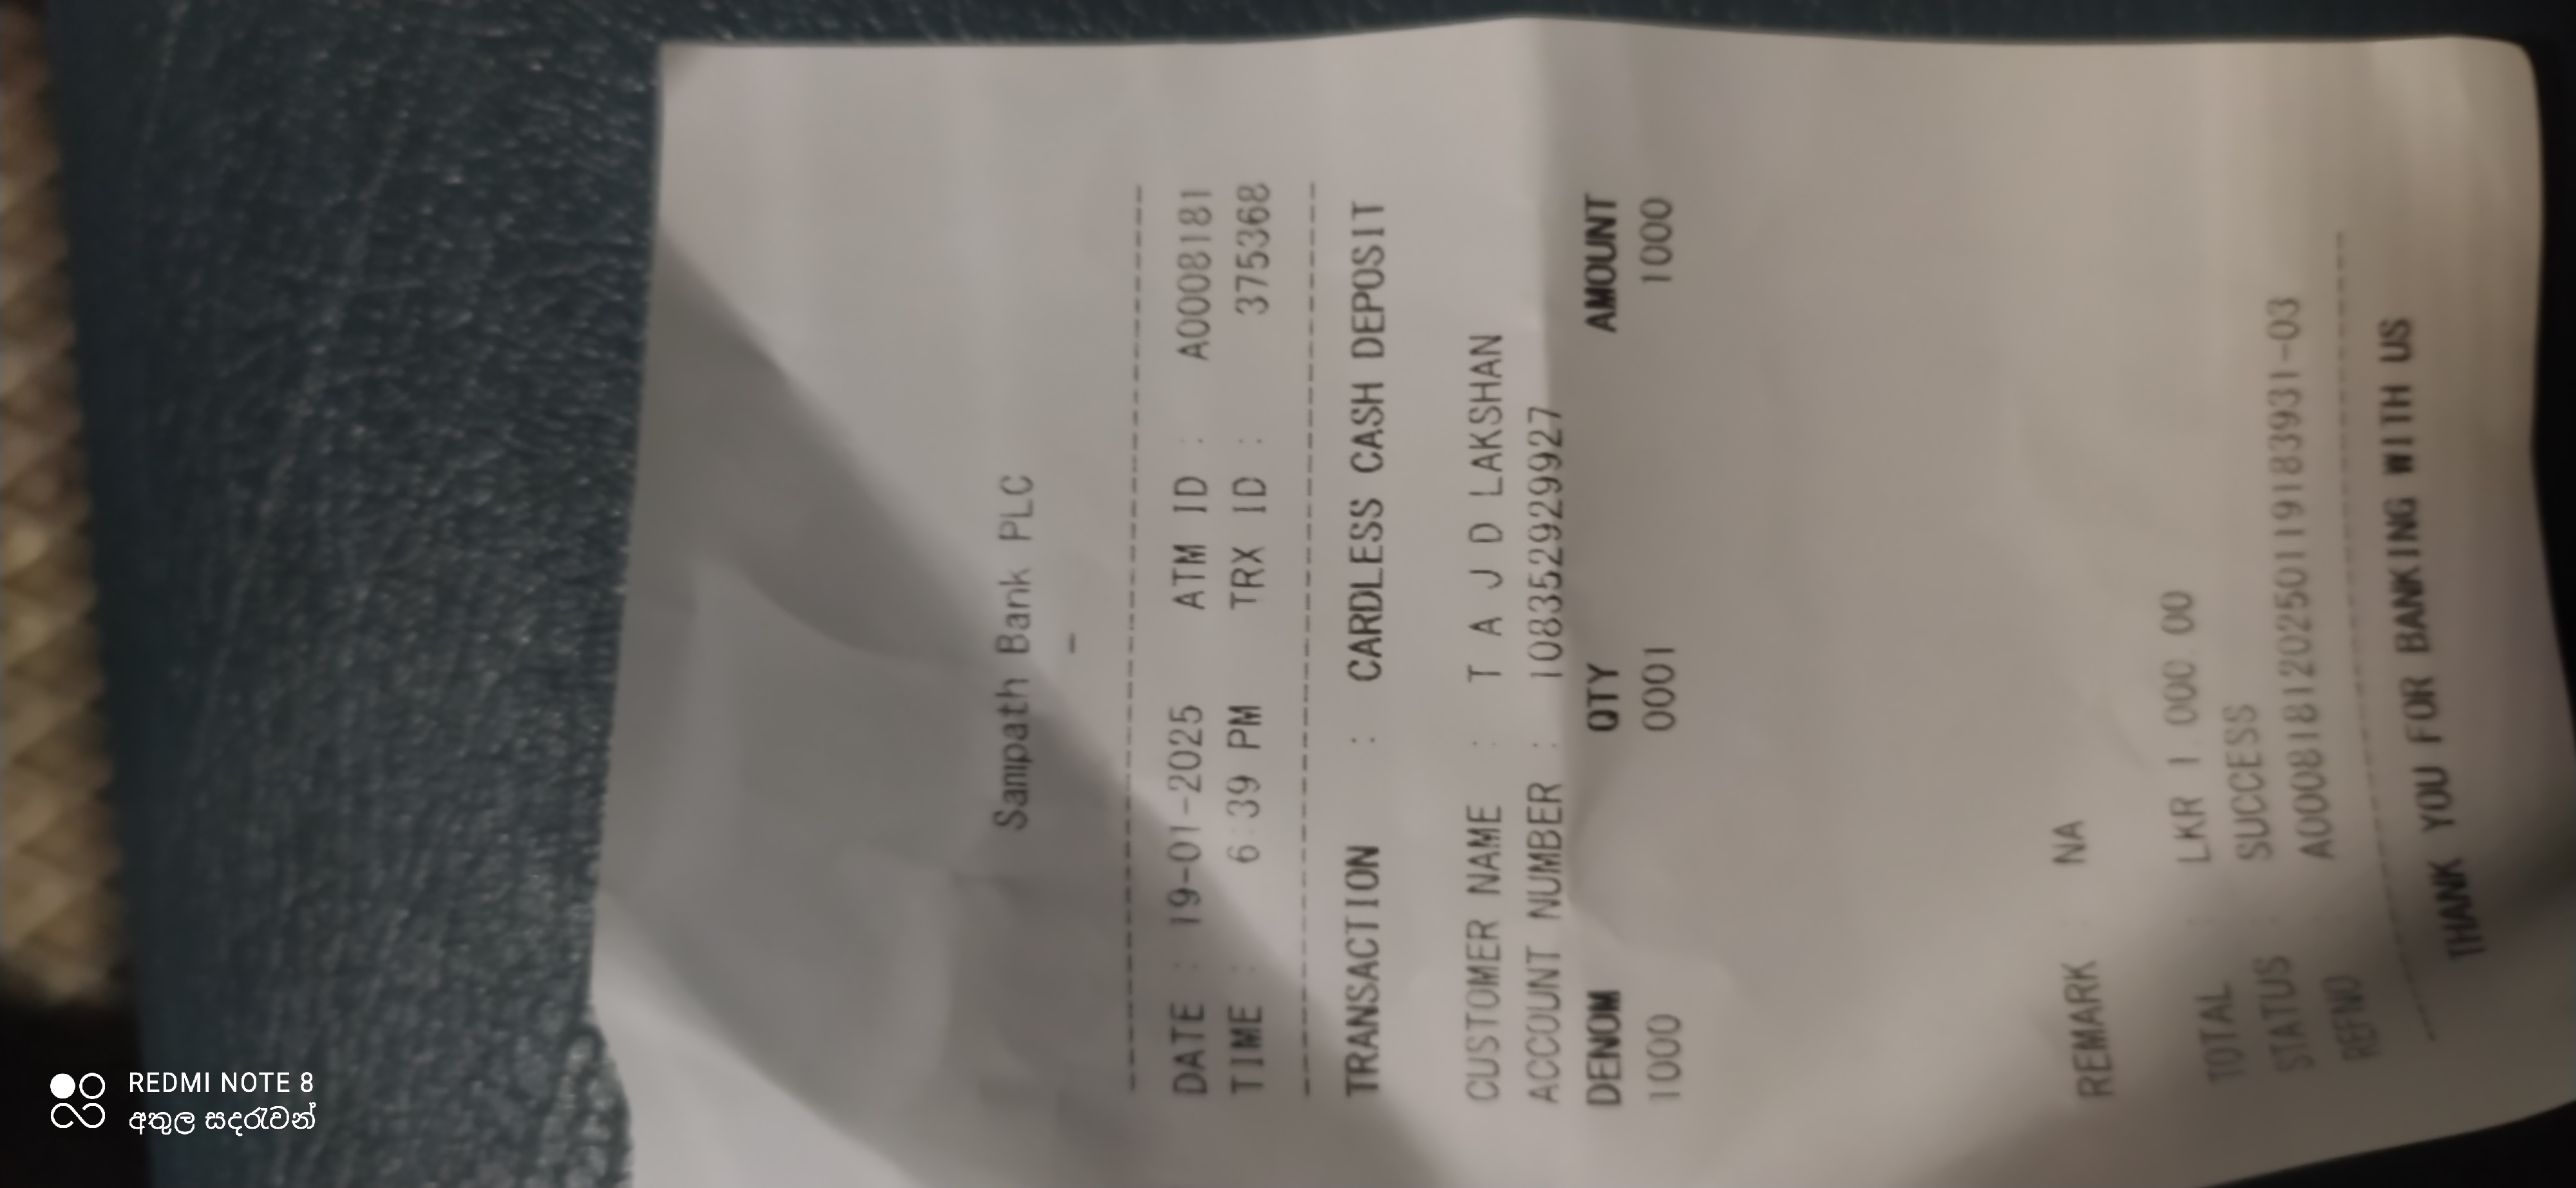 Sampath Bank PLC
-
--------------------------------
DATE : 19-01-2025 ATM ID : A0008181
TIME : 6:39 PM TRX ID : 375368
--------------------------------
TRANSACTION : CARDLESS CASH DEPOSIT
CUSTOMER NAME : T A J D LAKSHAN
ACCOUNT NUMBER : 108352929927
DENOM QTY AMOUNT
1000 0001 1000
REMARK : NA
TOTAL : LKR 1,000.00
STATUS : SUCCESS
REFNO : A000818120250119183931-03
--------------------------------
THANK YOU FOR BANKING WITH US
REDMI NOTE 8
අතුල සදරැවන්